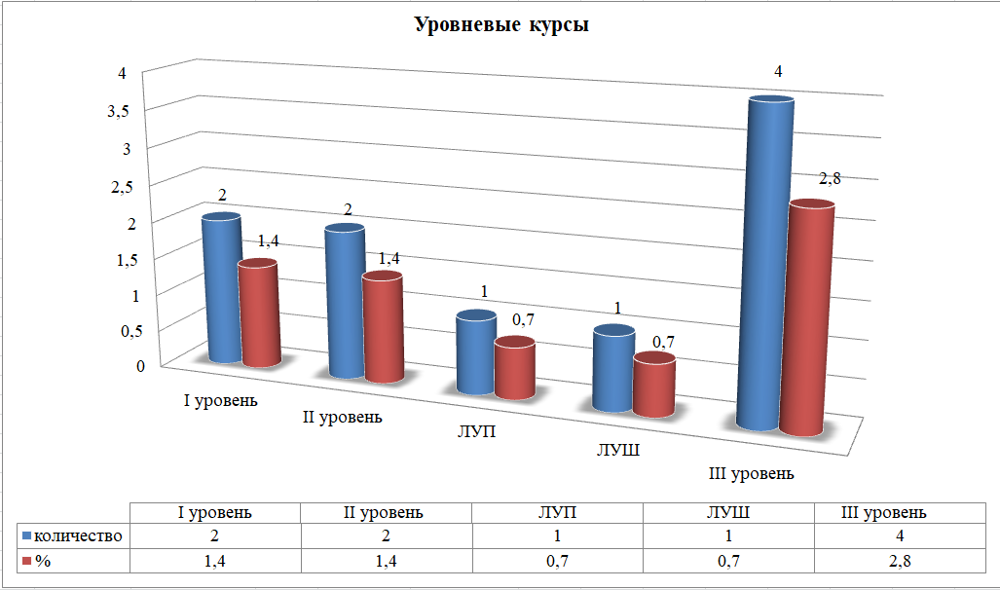 Уровневые курсы
4
3,5
3
2,5
2
1,5
1
0,5
0
2
1,4
2
1,4
1
0,7
1
0,7
4
2,8
I уровень
II уровень
ЛУП
ЛУШ
III уровень
I уровень II уровень ЛУП ЛУШ III уровень
количество 2 2 1 1 4
% 1,4 1,4 0,7 0,7 2,8